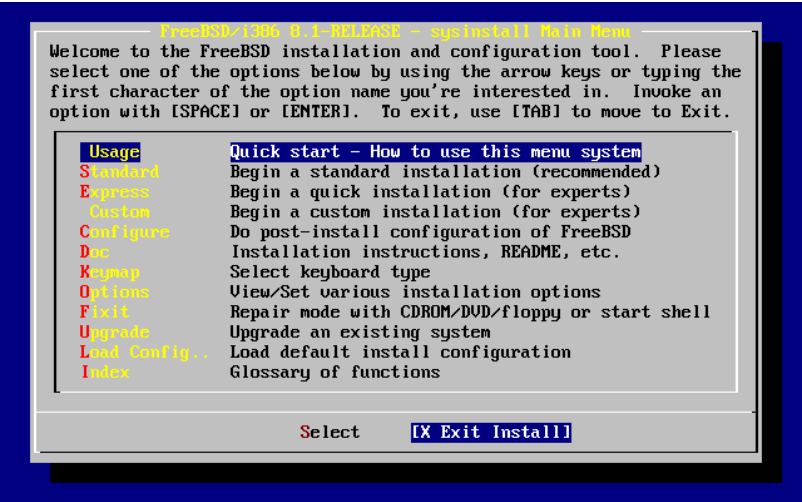 FreeBSD/i386 8.1-RELEASE - sysinstall Main Menu
Welcome to the FreeBSD installation and configuration tool.  Please
select one of the options below by using the arrow keys or typing the
first character of the option name you're interested in.  Invoke an
option with [SPACE] or [ENTER].  To exit, use [TAB] to move to Exit.
Usage Quick start - How to use this menu system
Standard Begin a standard installation (recommended)
Express Begin a quick installation (for experts)
Custom Begin a custom installation (for experts)
Configure Do post-install configuration of FreeBSD
Doc Installation instructions, README, etc.
Keymap Select keyboard type
Options View/Set various installation options
Fixit Repair mode with CDROM/DVD/floppy or start shell
Upgrade Upgrade an existing system
Load Config.. Load default install configuration
Index Glossary of functions
Select [X Exit Install]